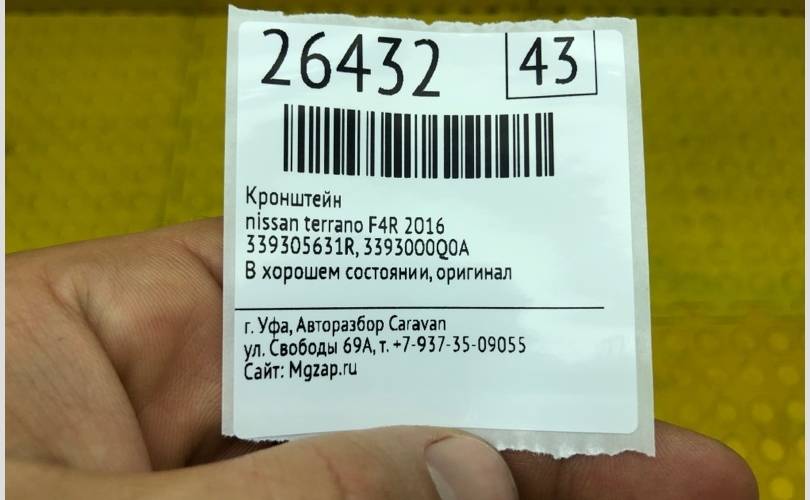 26432 43
Кронштейн
nissan terrano F4R 2016
339305631R, 3393000Q0A
В хорошем состоянии, оригинал
г. Уфа, Авторазбор Caravan
ул. Свободы 69А, т. +7-937-35-09055
Сайт: Mgzap.ru